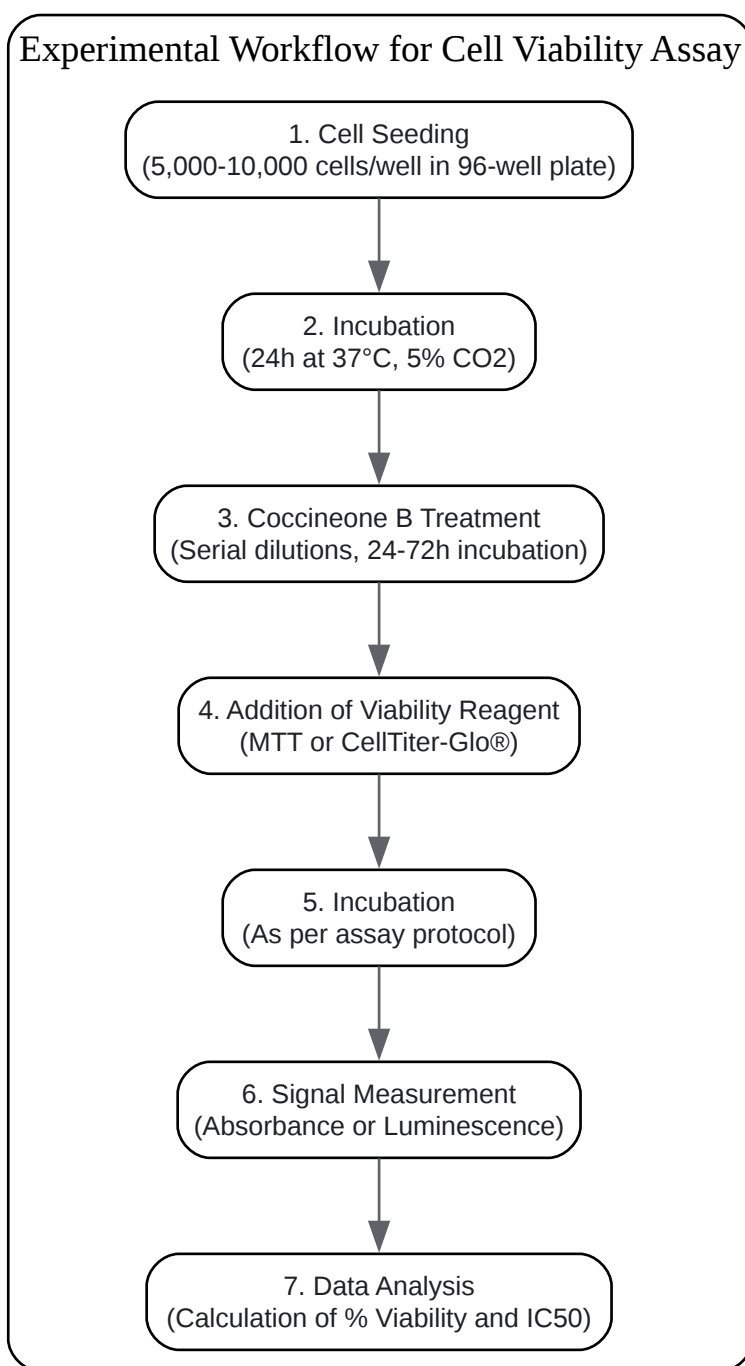 Experimental Workflow for Cell Viability Assay
1. Cell Seeding
(5,000-10,000 cells/well in 96-well plate)
2. Incubation
(24h at 37°C, 5% CO2)
3. Coccineone B Treatment
(Serial dilutions, 24-72h incubation)
4. Addition of Viability Reagent
(MTT or CellTiter-Glo®)
5. Incubation
(As per assay protocol)
6. Signal Measurement
(Absorbance or Luminescence)
7. Data Analysis
(Calculation of % Viability and IC50)